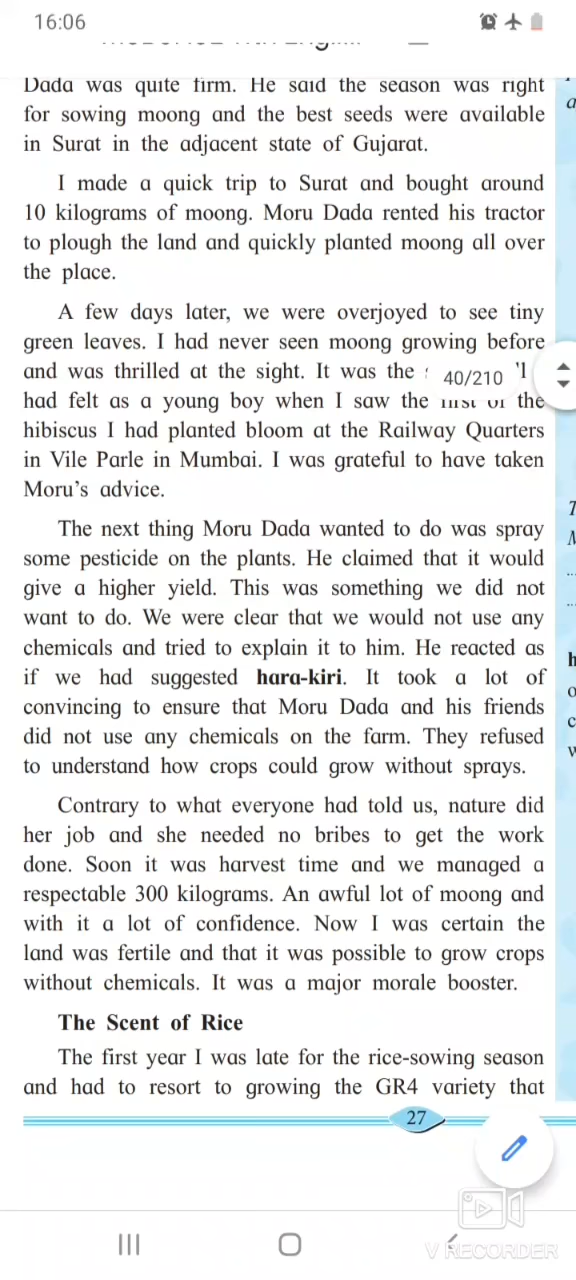 16:06
Dada was quite firm. He said the season was right
for sowing moong and the best seeds were available
in Surat in the adjacent state of Gujarat.
I made a quick trip to Surat and bought around
10 kilograms of moong. Moru Dada rented his tractor
to plough the land and quickly planted moong all over
the place.
A few days later, we were overjoyed to see tiny
green leaves. I had never seen moong growing before
and was thrilled at the sight. It was the
40/210
had felt as a young boy when I saw the first of the
hibiscus I had planted bloom at the Railway Quarters
in Vile Parle in Mumbai. I was grateful to have taken
Moru's advice.
The next thing Moru Dada wanted to do was spray
some pesticide on the plants. He claimed that it would
give a higher yield. This was something we did not
want to do. We were clear that we would not use any
chemicals and tried to explain it to him. He reacted as
if we had suggested hara-kiri. It took a lot of
convincing to ensure that Moru Dada and his friends
did not use any chemicals on the farm. They refused
to understand how crops could grow without sprays.
Contrary to what everyone had told us, nature did
her job and she needed no bribes to get the work
done. Soon it was harvest time and we managed a
respectable 300 kilograms. An awful lot of moong and
with it a lot of confidence. Now I was certain the
land was fertile and that it was possible to grow crops
without chemicals. It was a major morale booster.
The Scent of Rice
The first year I was late for the rice-sowing season
and had to resort to growing the GR4 variety that
27
V RECORDER